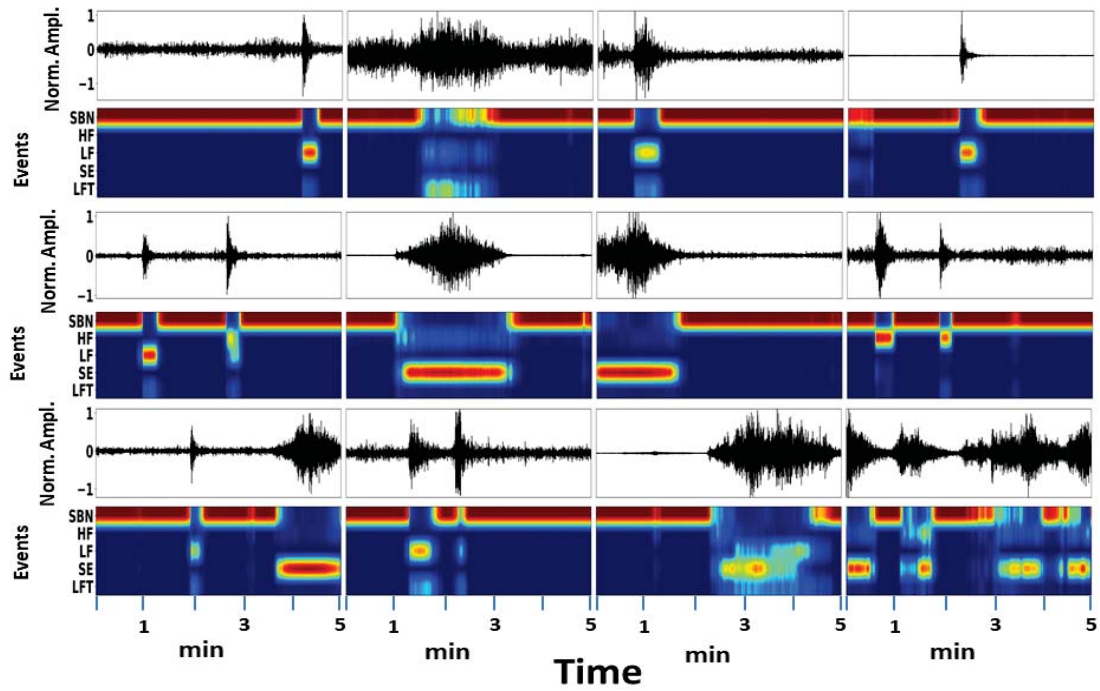 Norm. Ampl.
1
0
−1
Events
SBN
HF
LF
SE
LFT
Norm. Ampl.
1
0
−1
Events
SBN
HF
LF
SE
LFT
Norm. Ampl.
1
0
−1
Events
SBN
HF
LF
SE
LFT
1 3 5 1 3 5 1 3 5 1 3 5
min min min min
Time